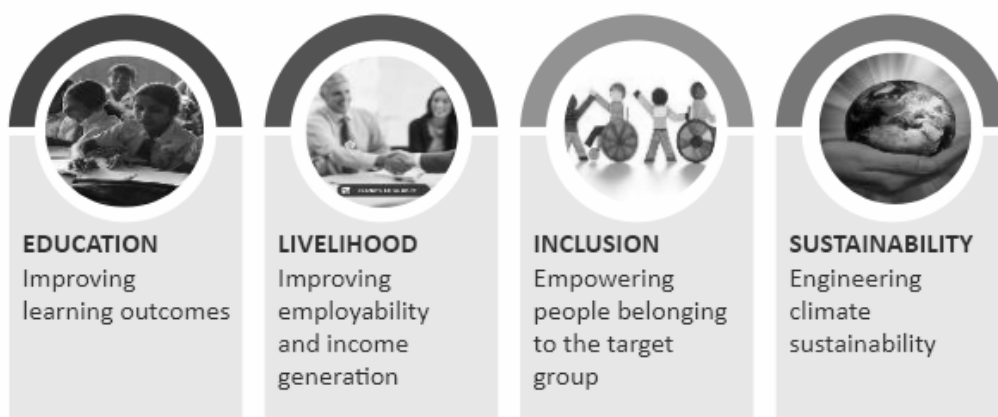 EDUCATION
Improving
learning outcomes
LIVELIHOOD
Improving
employability
and income
generation
INCLUSION
Empowering
people belonging
to the target
group
SUSTAINABILITY
Engineering
climate
sustainability